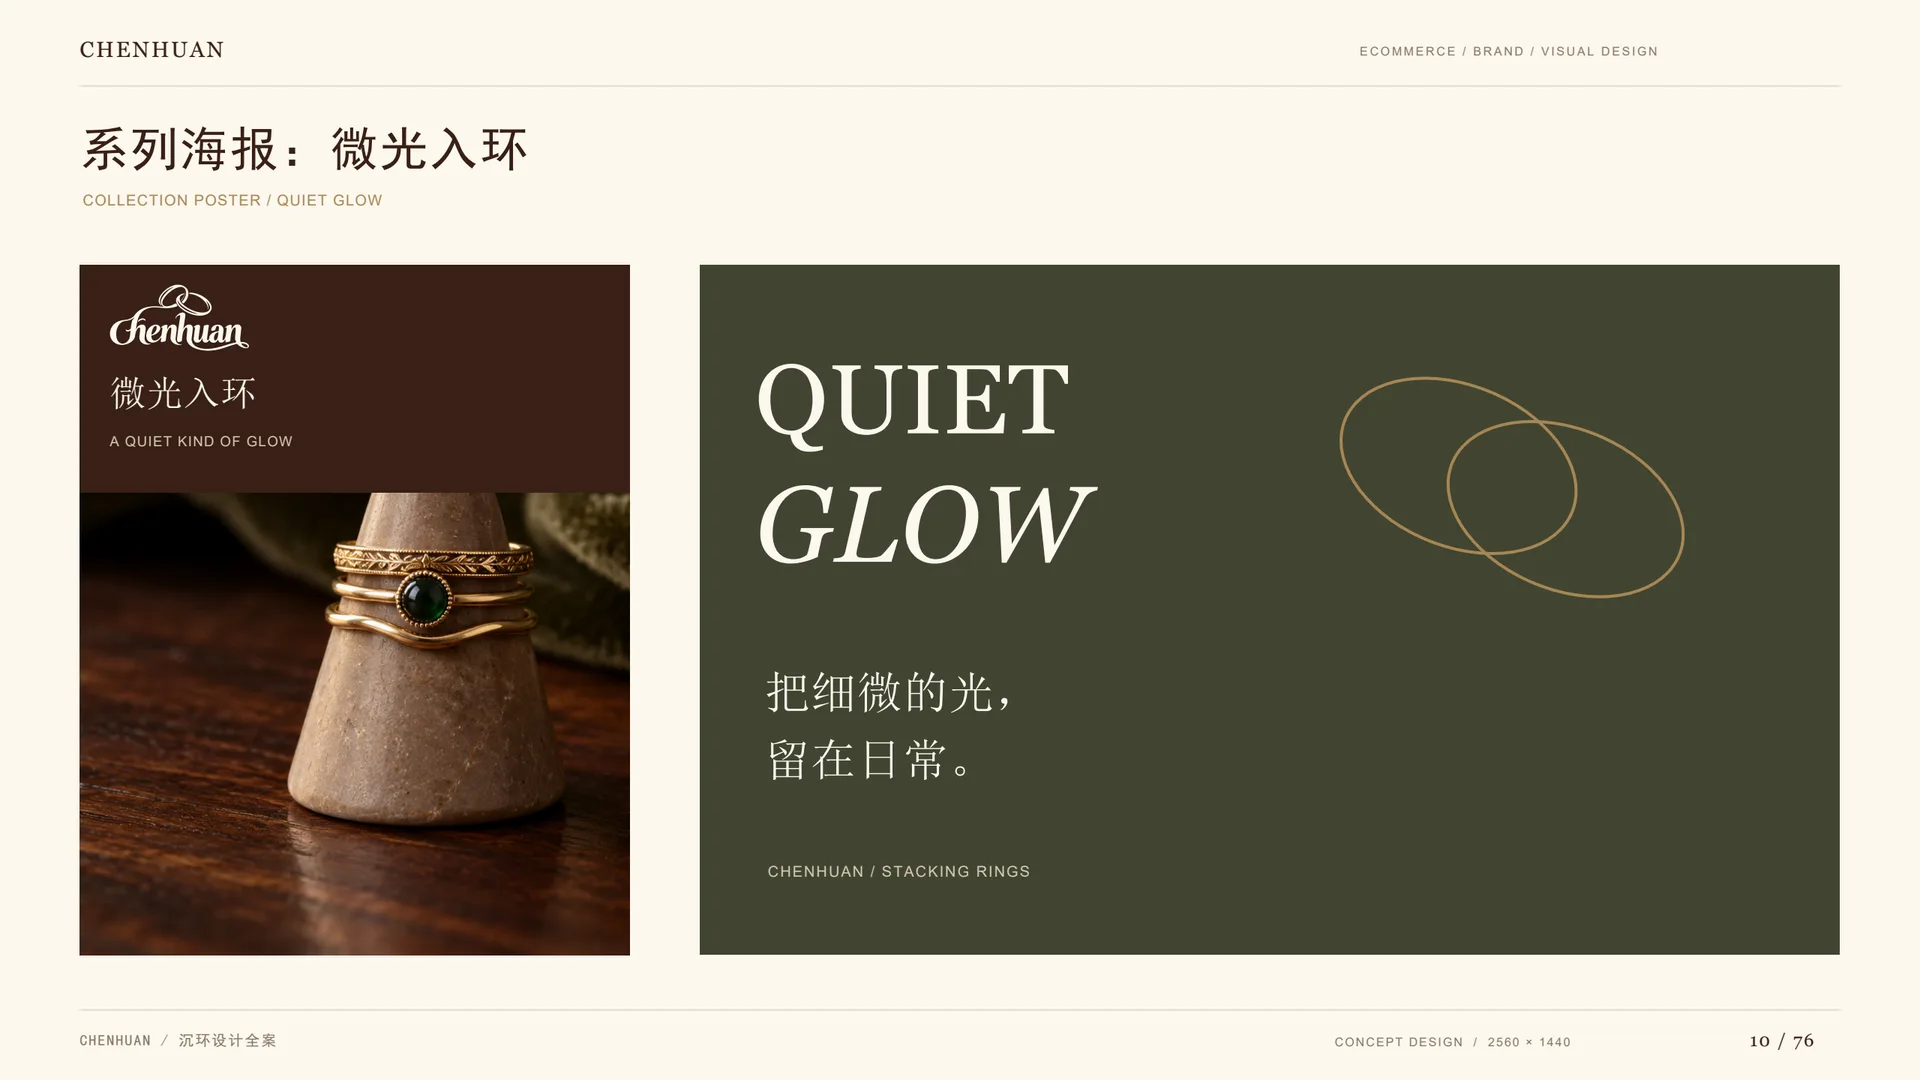 CHENHUAN
ECOMMERCE / BRAND / VISUAL DESIGN
系列海报：微光入环
COLLECTION POSTER / QUIET GLOW
Chenhuan
微光入环
A QUIET KIND OF GLOW
QUIET
GLOW
把细微的光，
留在日常。
CHENHUAN / STACKING RINGS
CHENHUAN / 沉环设计全案
CONCEPT DESIGN / 2560 × 1440
10 / 76